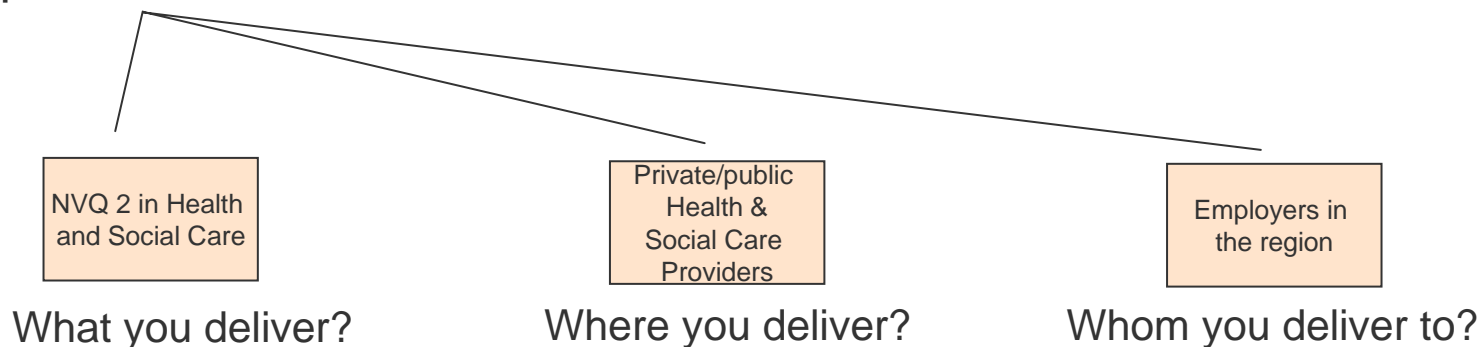 NVQ 2 in Health
and Social Care
Private/public
Health &
Social Care
Providers
Employers in
the region
What you deliver?
Where you deliver?
Whom you deliver to?